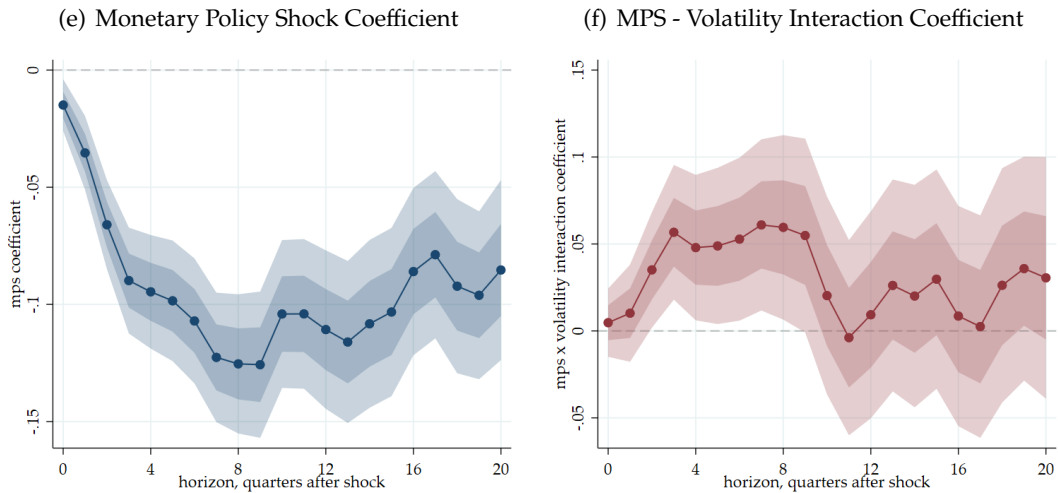 (e) Monetary Policy Shock Coefficient
mps coefficient
0
-.05
-.1
-.15
0 4 8 12 16 20
horizon, quarters after shock
(f) MPS - Volatility Interaction Coefficient
mps x volatility interaction coefficient
.15
.1
.05
0
-.05
0 4 8 12 16 20
horizon, quarters after shock